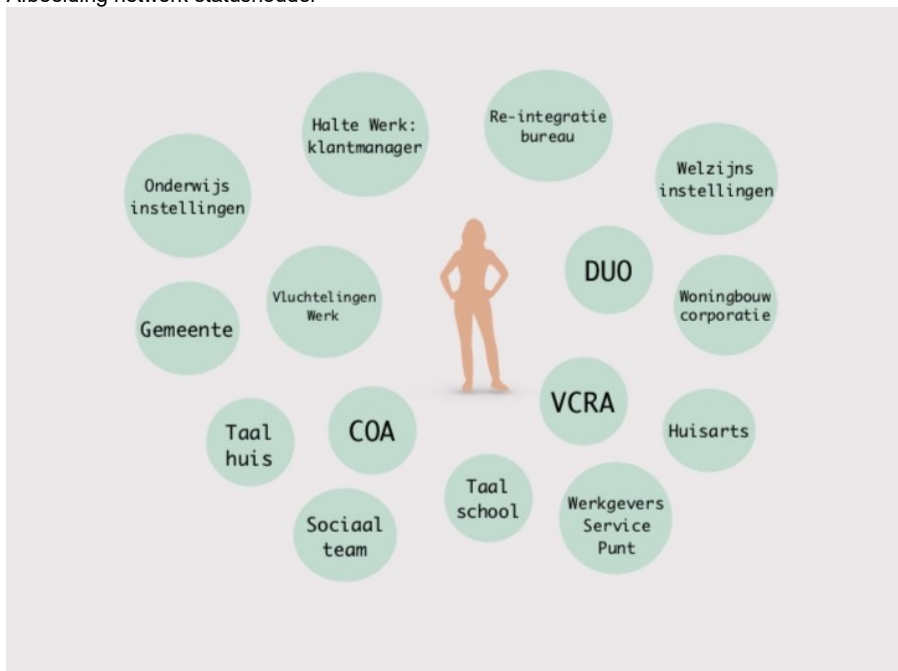 Afbeelding netwerk statushouder
Halte Werk:
klantmanager
Re-integratie
bureau
Onderwijs
instellingen
Welzijns
instellingen
DUO
Vluchtelingen
Werk
Woningbouw
corporatie
Gemeente
VCRA
Taal
huis
COA
Huisarts
Taal
school
Werkgevers
Service
Punt
Sociaal
team